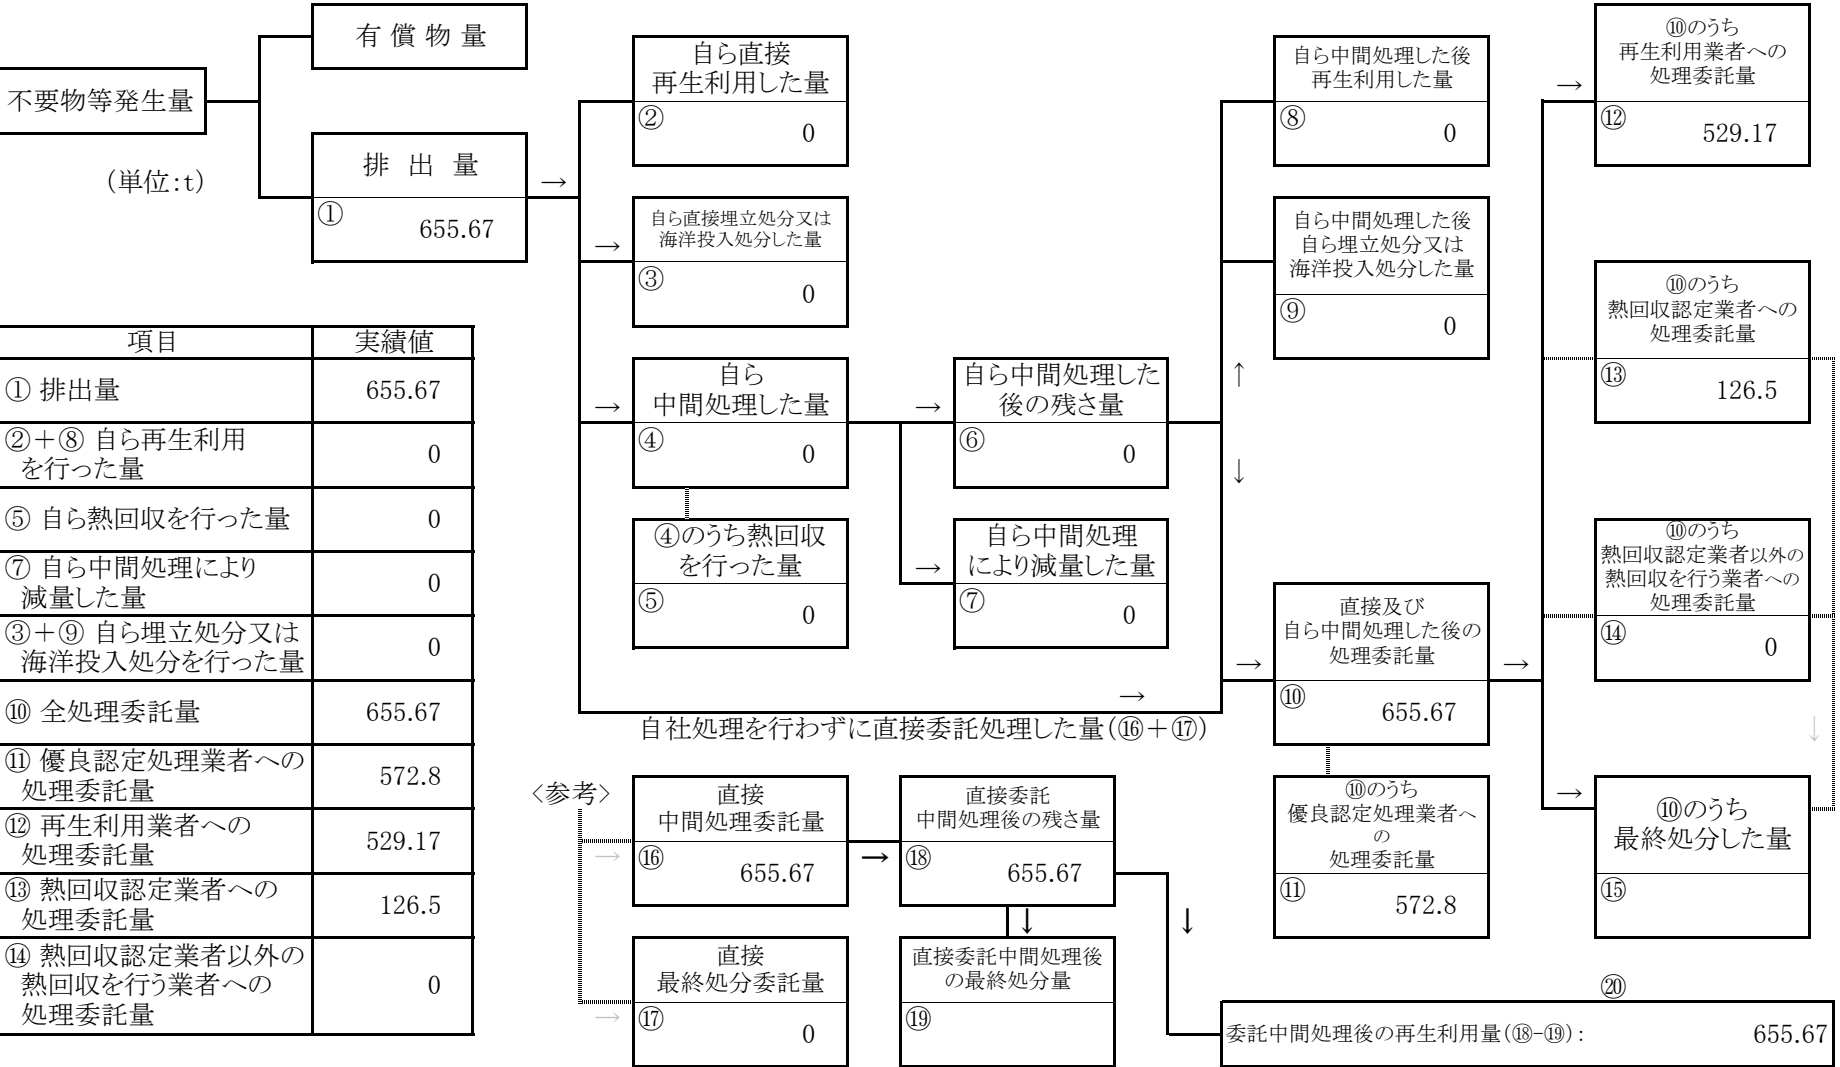 有償物量
不要物等発生量
排出量
①
655.67
(単位:t)
→
自ら直接
再生利用した量
②
0
→
自ら直接埋立処分又は
海洋投入処分した量
③
0
→
自ら
中間処理した量
④
0
④のうち熱回収
を行った量
⑤
0
→
自ら中間処理した
後の残さ量
⑥
0
→
自ら中間処理
により減量した量
⑦
0
自ら中間処理した後
再生利用した量
⑧
0
自ら中間処理した後
自ら埋立処分又は
海洋投入処分した量
⑨
0
↑
↓
→
自社処理を行わずに直接委託処理した量(⑯+⑰)
→
直接及び
自ら中間処理した後の
処理委託量
⑩
655.67
⑩のうち
優良認定処理業者へ
の
処理委託量
⑪
572.8
→
→
⑩のうち
再生利用業者への
処理委託量
⑫
529.17
⑩のうち
熱回収認定業者への
処理委託量
⑬
126.5
⑩のうち
熱回収認定業者以外の
熱回収を行う業者への
処理委託量
⑭
0
↓
→
⑩のうち
最終処分した量
⑮
項目 実績値
① 排出量 655.67
②+⑧ 自ら再生利用
を行った量 0
⑤ 自ら熱回収を行った量 0
⑦ 自ら中間処理により
減量した量 0
③+⑨ 自ら埋立処分又は
海洋投入処分を行った量 0
⑩ 全処理委託量 655.67
⑪ 優良認定処理業者への
処理委託量 572.8
⑫ 再生利用業者への
処理委託量 529.17
⑬ 熱回収認定業者への
処理委託量 126.5
⑭ 熱回収認定業者以外の
熱回収を行う業者への
処理委託量 0
<参考>
→
直接
中間処理委託量
⑯
655.67
→
直接委託
中間処理後の残さ量
⑱
655.67
↓
↓
→
直接
最終処分委託量
⑰
0
直接委託中間処理後
の最終処分量
⑲
⑳
委託中間処理後の再生利用量(⑱-⑲): 655.67